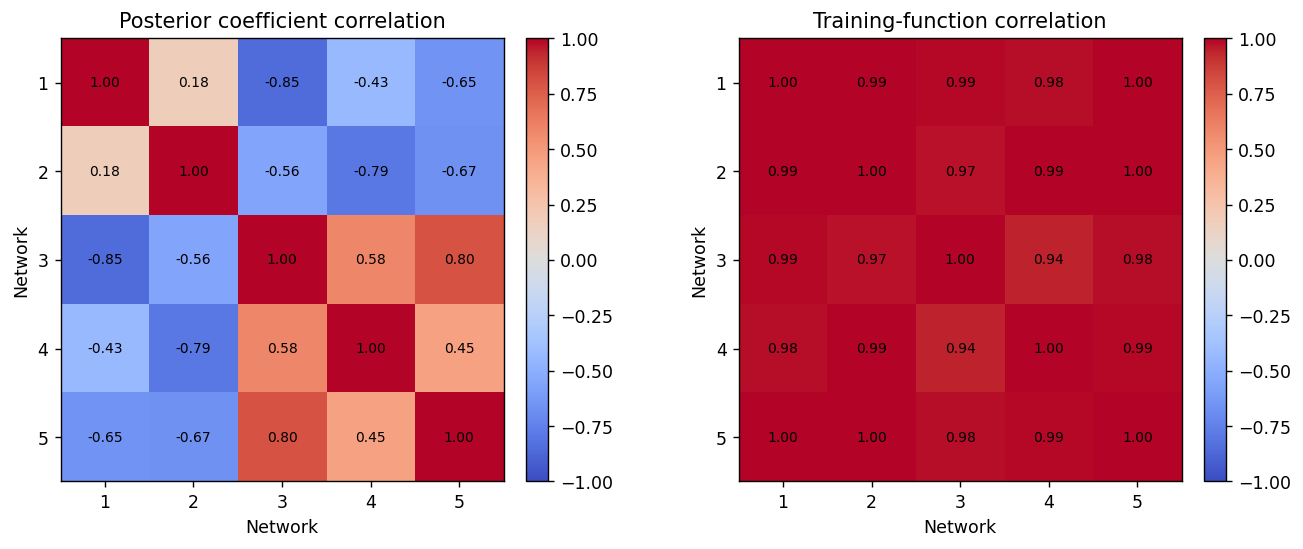 Posterior coefficient correlation
1 1.00 0.18 -0.85 -0.43 -0.65
2 0.18 1.00 -0.56 -0.79 -0.67
3 -0.85 -0.56 1.00 0.58 0.80
4 -0.43 -0.79 0.58 1.00 0.45
5 -0.65 -0.67 0.80 0.45 1.00
1 2 3 4 5
Network
Network
1.00
0.75
0.50
0.25
0.00
−0.25
−0.50
−0.75
−1.00
Training-function correlation
1 1.00 0.99 0.99 0.98 1.00
2 0.99 1.00 0.97 0.99 1.00
3 0.99 0.97 1.00 0.94 0.98
4 0.98 0.99 0.94 1.00 0.99
5 1.00 1.00 0.98 0.99 1.00
1 2 3 4 5
Network
Network
1.00
0.75
0.50
0.25
0.00
−0.25
−0.50
−0.75
−1.00